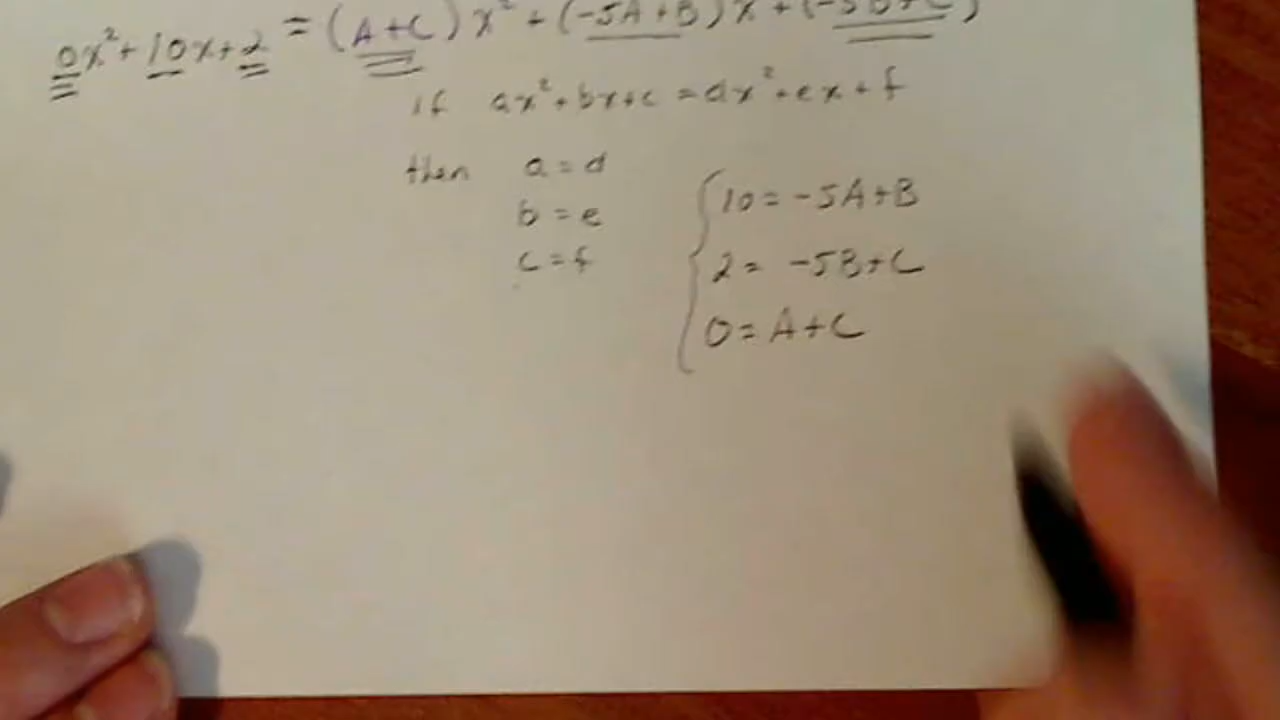 0x²+10x+2 = (A+C)x²+(-5A+B)x+(-5B+C)
if ax²+bx+c = dx²+ex+f
then a=d
b=e
c=f
10=-5A+B
2= -5B+C
0=A+C